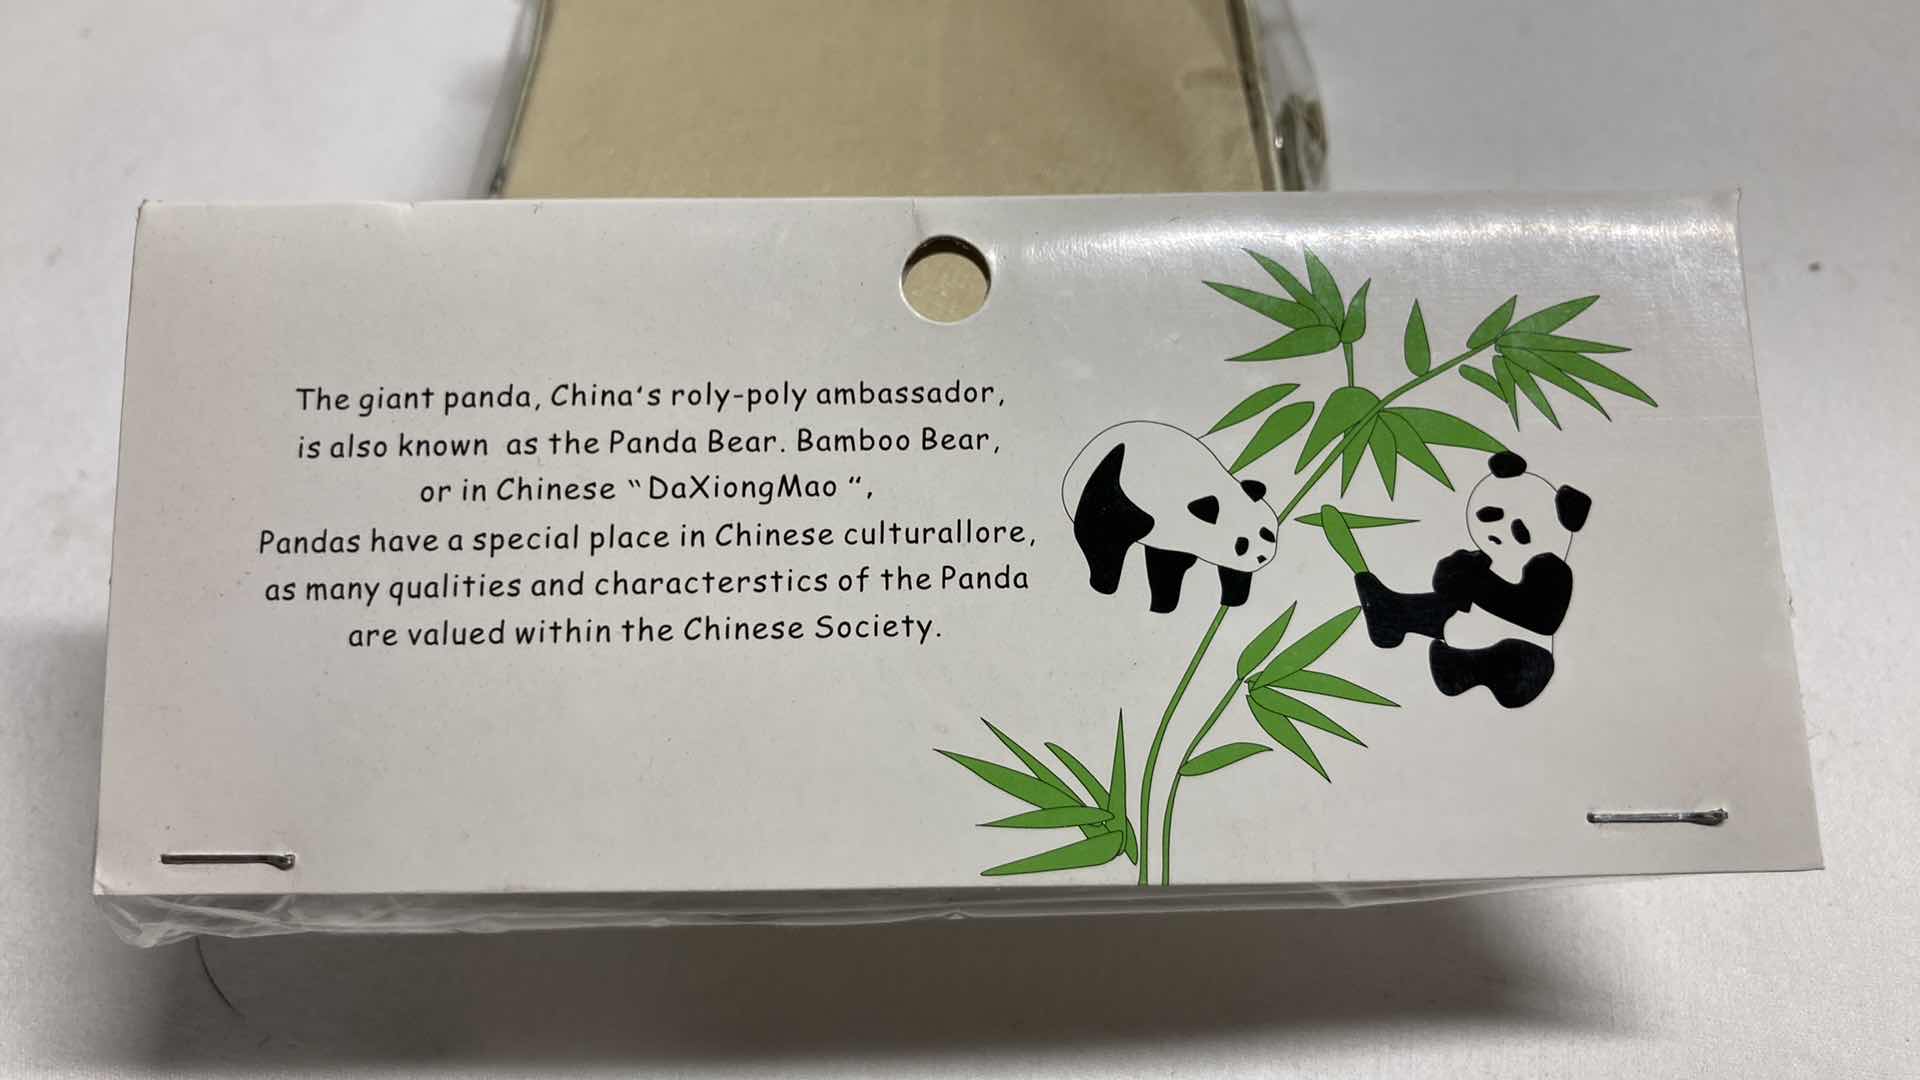 The giant panda, China's roly-poly ambassador,
is also known as the Panda Bear. Bamboo Bear,
or in Chinese “DaXiongMao “,
Pandas have a special place in Chinese culturallore,
as many qualities and characterstics of the Panda
are valued within the Chinese Society.